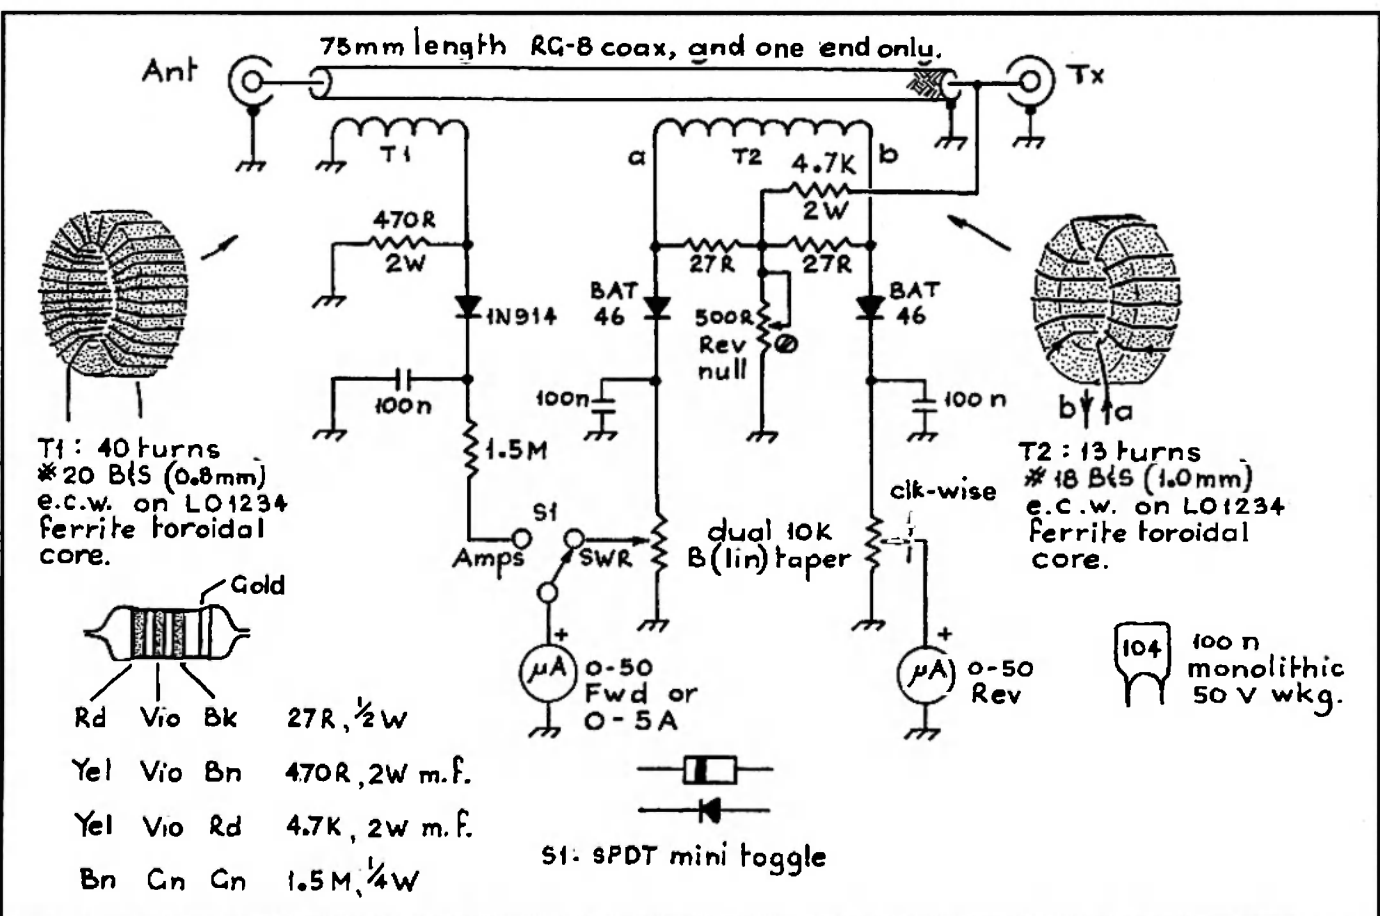 75mm length RG-8 coax, and one end only.
Ant
Tx
T1
a
T2
b
4.7K
2W
470R
2W
27R
27R
1N914
BAT
46
500R
Rev
null
BAT
46
100n
100n
100n
1.5M
b
a
T1: 40 turns
#20 B&S (0.8mm)
e.c.w. on LO1234
ferrite toroidal
core.
T2: 13 turns
#18 B&S (1.0mm)
e.c.w. on LO1234
ferrite toroidal
core.
clk-wise
S1
Amps
SWR
dual 10K
B(lin) taper
Gold
+
µA
0-50
Fwd or
0-5A
+
µA
0-50
Rev
104
100n
monolithic
50V wkg.
Rd Vio Bk 27R, ½W
Yel Vio Bn 470R, 2W m.f.
Yel Vio Rd 4.7K, 2W m.f.
Bn Gn Gn 1.5M, ¼W
S1: SPDT mini toggle